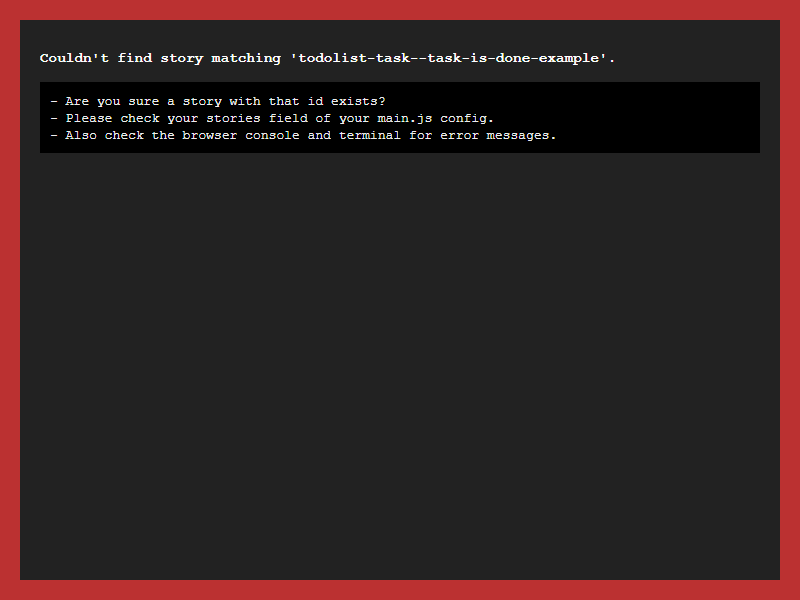 Couldn't find story matching 'todolist-task--task-is-done-example'.
- Are you sure a story with that id exists?
- Please check your stories field of your main.js config.
- Also check the browser console and terminal for error messages.